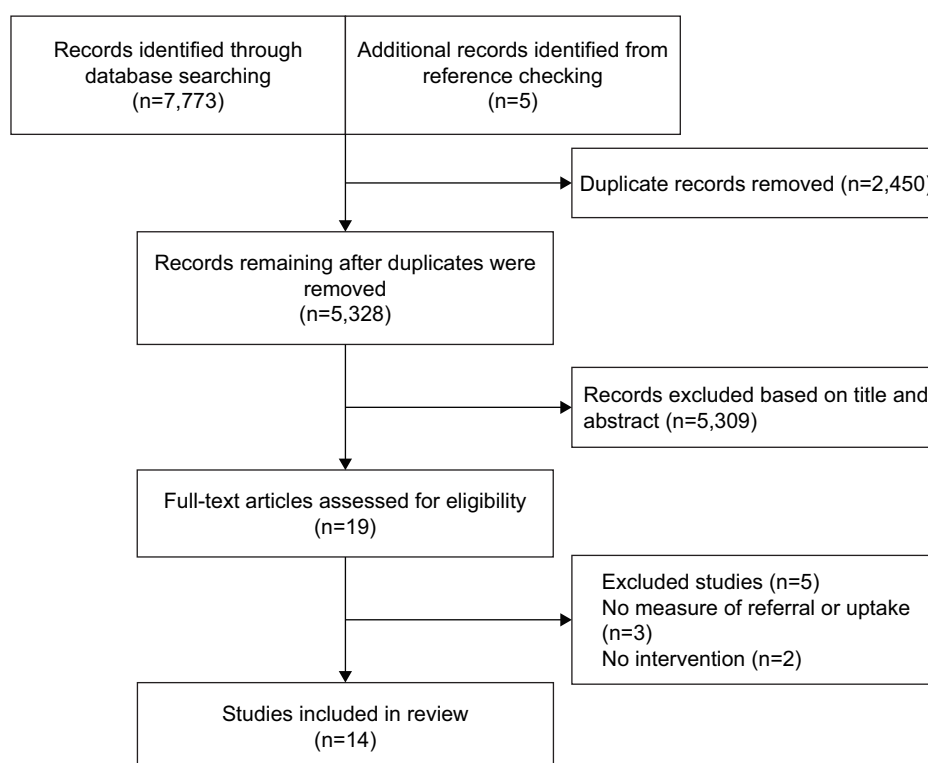 Records identified through
database searching
(n=7,773)
Additional records identified from
reference checking
(n=5)
Duplicate records removed (n=2,450)
Records remaining after duplicates were
removed
(n=5,328)
Records excluded based on title and
abstract (n=5,309)
Full-text articles assessed for eligibility
(n=19)
Excluded studies (n=5)
No measure of referral or uptake
(n=3)
No intervention (n=2)
Studies included in review
(n=14)